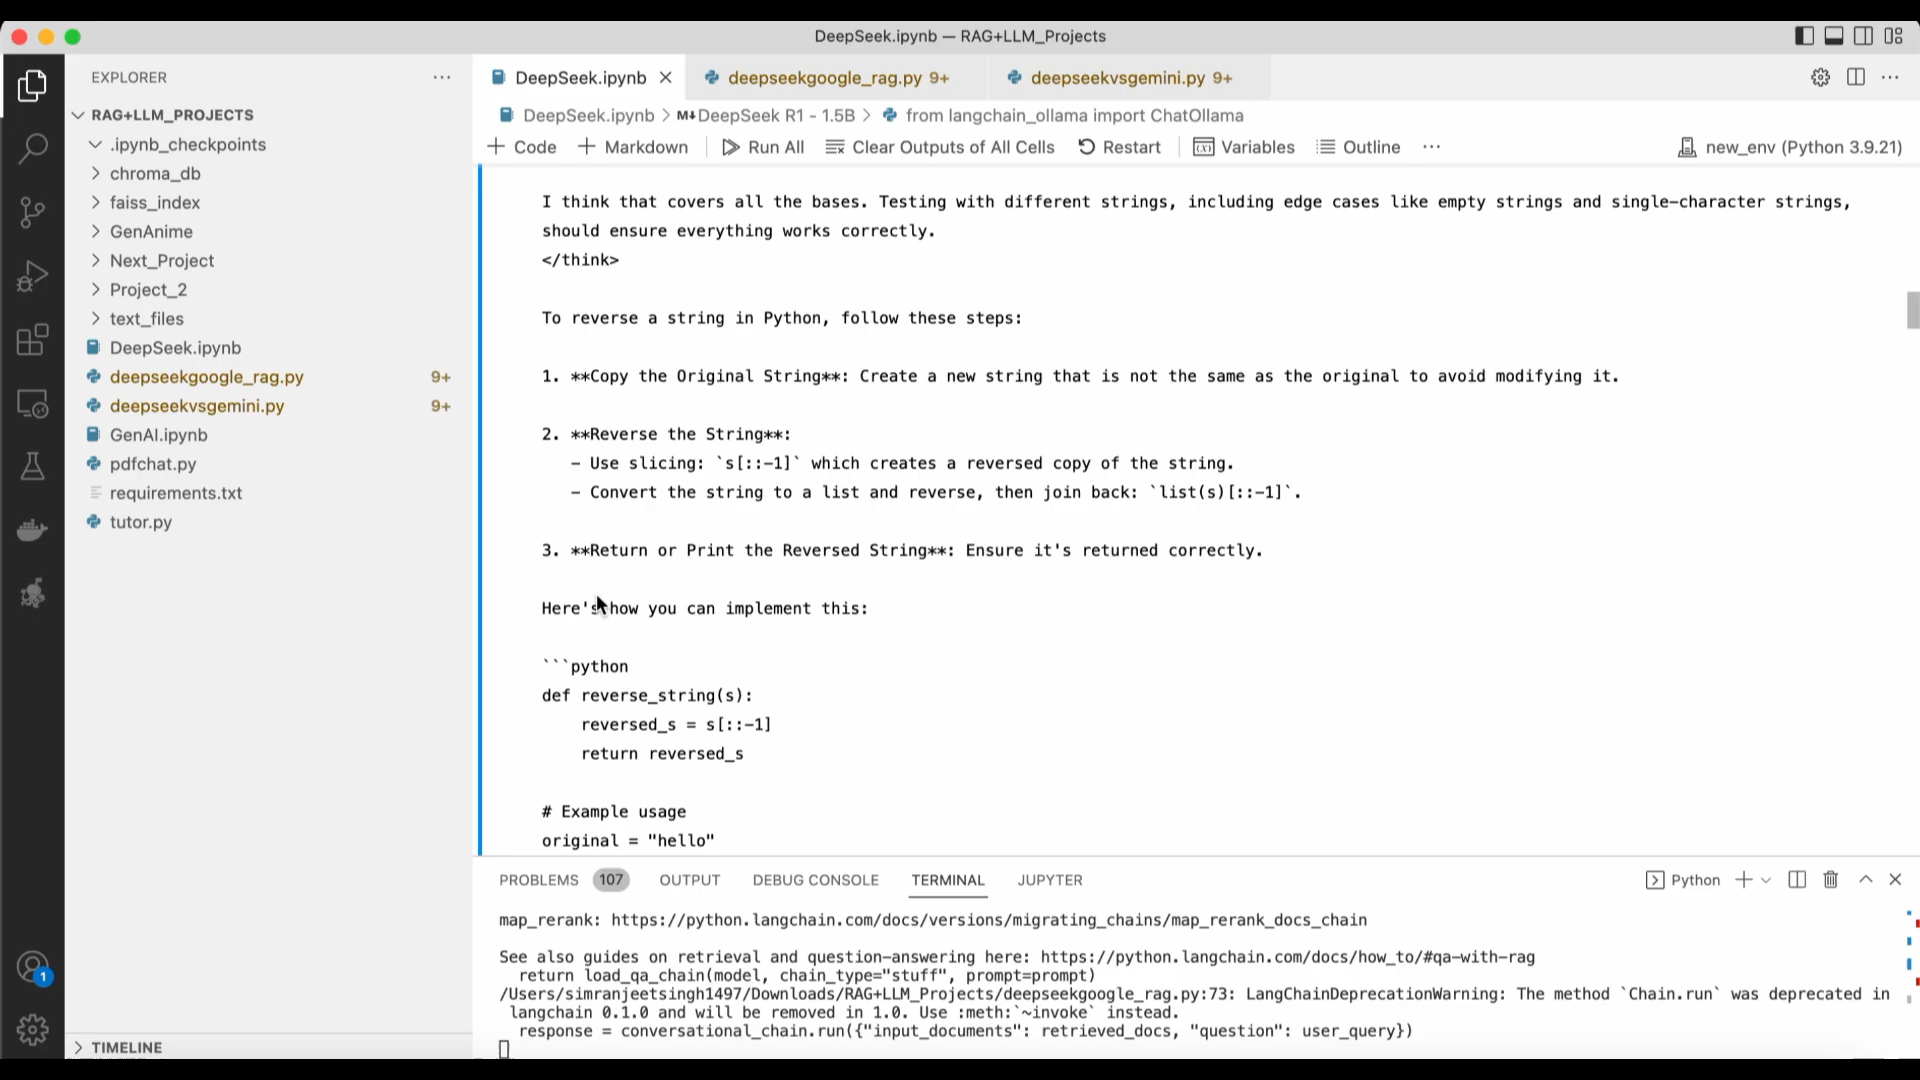 DeepSeek.ipynb — RAG+LLM_Projects
EXPLORER
RAG+LLM_PROJECTS
.ipynb_checkpoints
chroma_db
faiss_index
GenAnime
Next_Project
Project_2
text_files
DeepSeek.ipynb
deepseekgoogle_rag.py 9+
deepseekvsgemini.py 9+
GenAI.ipynb
pdfchat.py
requirements.txt
tutor.py
TIMELINE
1
DeepSeek.ipynb
deepseekgoogle_rag.py 9+
deepseekvsgemini.py 9+
DeepSeek.ipynb > M↓DeepSeek R1 - 1.5B > from langchain_ollama import ChatOllama
+ Code + Markdown Run All Clear Outputs of All Cells Restart Variables Outline ... new_env (Python 3.9.21)
I think that covers all the bases. Testing with different strings, including edge cases like empty strings and single-character strings,
should ensure everything works correctly.
</think>
To reverse a string in Python, follow these steps:
1. **Copy the Original String**: Create a new string that is not the same as the original to avoid modifying it.
2. **Reverse the String**:
- Use slicing: `s[::-1]` which creates a reversed copy of the string.
- Convert the string to a list and reverse, then join back: `list(s)[::-1]`.
3. **Return or Print the Reversed String**: Ensure it's returned correctly.
Here's how you can implement this:
```python
def reverse_string(s):
reversed_s = s[::-1]
return reversed_s
# Example usage
original = "hello"
PROBLEMS 107 OUTPUT DEBUG CONSOLE TERMINAL JUPYTER Python
map_rerank: https://python.langchain.com/docs/versions/migrating_chains/map_rerank_docs_chain
See also guides on retrieval and question-answering here: https://python.langchain.com/docs/how_to/#qa-with-rag
return load_qa_chain(model, chain_type="stuff", prompt=prompt)
/Users/simranjeetsingh1497/Downloads/RAG+LLM_Projects/deepseekgoogle_rag.py:73: LangChainDeprecationWarning: The method `Chain.run` was deprecated in
langchain 0.1.0 and will be removed in 1.0. Use :meth:`~invoke` instead.
response = conversational_chain.run({"input_documents": retrieved_docs, "question": user_query})